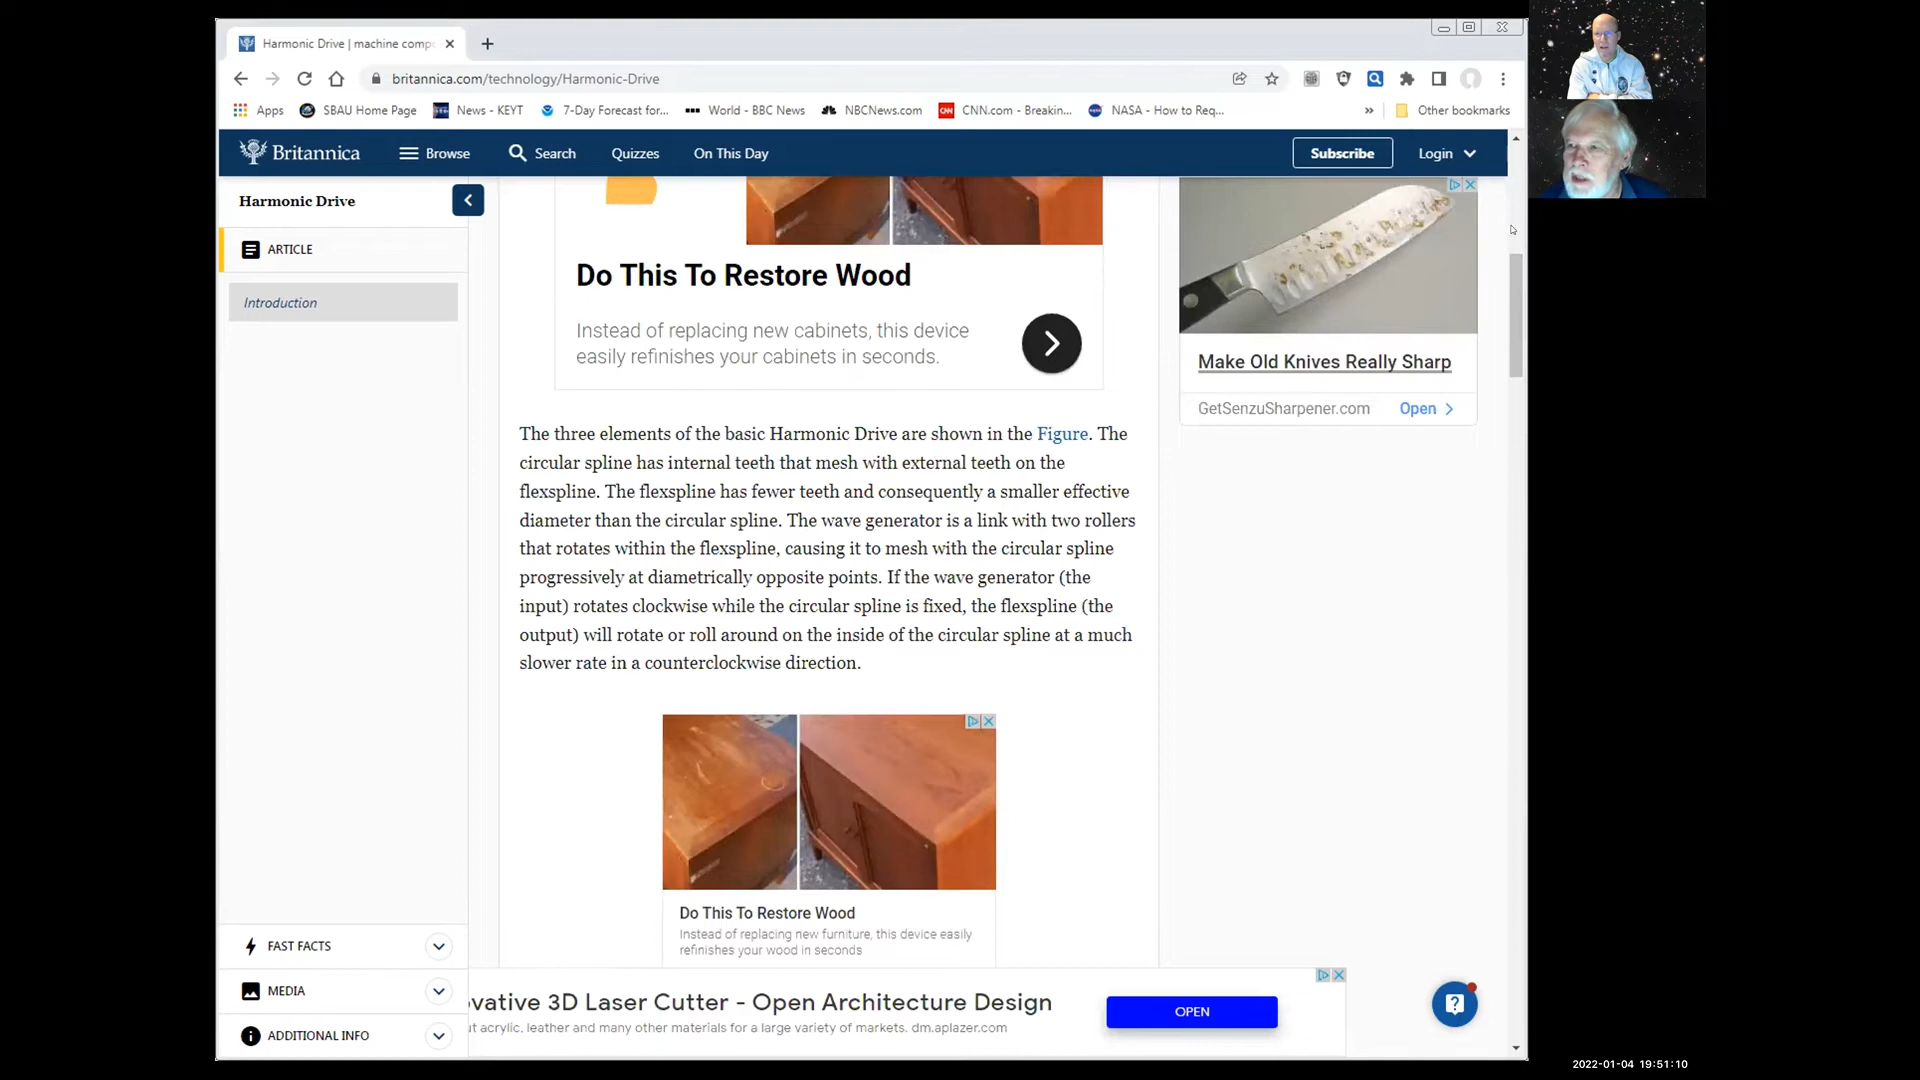 Harmonic Drive | machine comp
britannica.com/technology/Harmonic-Drive
Apps
SBAU Home Page
News - KEYT
7-Day Forecast for...
World - BBC News
NBCNews.com
CNN.com - Breakin...
NASA - How to Req...
»
Other bookmarks
Britannica
Browse
Search
Quizzes
On This Day
Subscribe
Login
Harmonic Drive
ARTICLE
Introduction
Do This To Restore Wood
Instead of replacing new cabinets, this device
easily refinishes your cabinets in seconds.
Make Old Knives Really Sharp
GetSenzuSharpener.com
Open
The three elements of the basic Harmonic Drive are shown in the Figure. The
circular spline has internal teeth that mesh with external teeth on the
flexspline. The flexspline has fewer teeth and consequently a smaller effective
diameter than the circular spline. The wave generator is a link with two rollers
that rotates within the flexspline, causing it to mesh with the circular spline
progressively at diametrically opposite points. If the wave generator (the
input) rotates clockwise while the circular spline is fixed, the flexspline (the
output) will rotate or roll around on the inside of the circular spline at a much
slower rate in a counterclockwise direction.
Do This To Restore Wood
Instead of replacing new furniture, this device easily
refinishes your wood in seconds
FAST FACTS
MEDIA
ADDITIONAL INFO
ovative 3D Laser Cutter - Open Architecture Design
ut acrylic, leather and many other materials for a large variety of markets. dm.aplazer.com
OPEN
2022-01-04 19:51:10